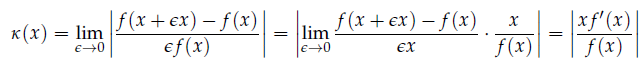 κ(x) = lim_{ϵ→0} |(f(x + ϵx) − f(x))/(ϵf(x))| = |lim_{ϵ→0} (f(x + ϵx) − f(x))/(ϵx) · x/f(x)| = |xf′(x)/f(x)|